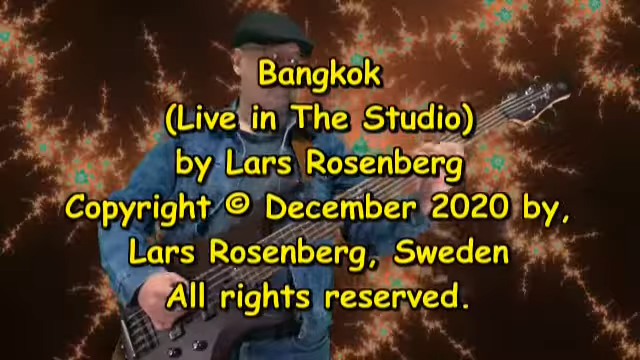 Bangkok
(Live in The Studio)
by Lars Rosenberg
Copyright © December 2020 by,
Lars Rosenberg, Sweden
All rights reserved.